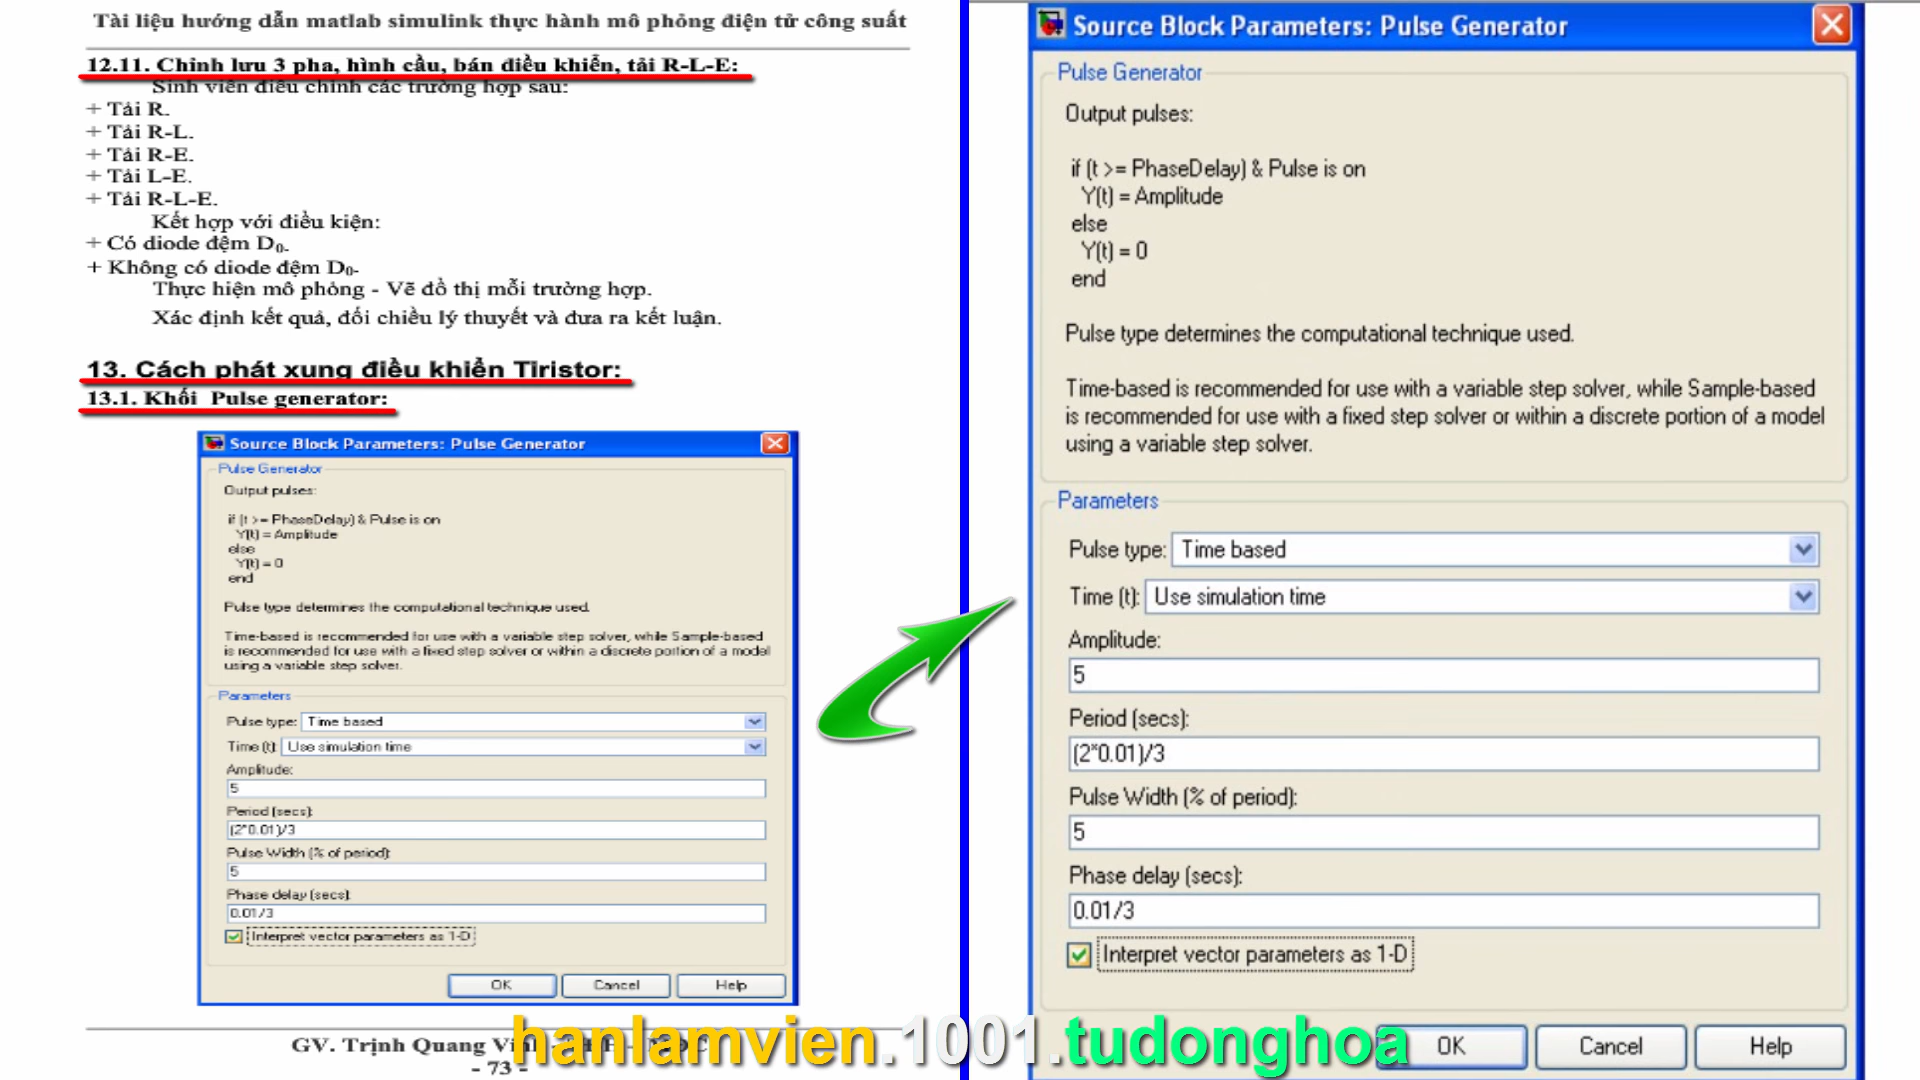 Tài liệu hướng dẫn matlab simulink thực hành mô phỏng điện tử công suất
12.11. Chỉnh lưu 3 pha, hình cầu, bán điều khiển, tải R-L-E:
Sinh viên điều chỉnh các trường hợp sau:
+ Tải R.
+ Tải R-L.
+ Tải R-E.
+ Tải L-E.
+ Tải R-L-E.
Kết hợp với điều kiện:
+ Có diode đệm D0.
+ Không có diode đệm D0.
Thực hiện mô phỏng - Vẽ đồ thị mỗi trường hợp.
Xác định kết quả, đối chiều lý thuyết và đưa ra kết luận.
13. Cách phát xung điều khiển Tiristor:
13.1. Khối Pulse generator:
Source Block Parameters: Pulse Generator
Pulse Generator
Output pulses:
if (t >= PhaseDelay) & Pulse is on
Y(t) = Amplitude
else
Y(t) = 0
end
Pulse type determines the computational technique used.
Time-based is recommended for use with a variable step solver, while Sample-based
is recommended for use with a fixed step solver or within a discrete portion of a model
using a variable step solver.
Parameters
Pulse type: Time based
Time (t): Use simulation time
Amplitude:
5
Period (secs):
(2*0.01)/3
Pulse Width (% of period):
5
Phase delay (secs):
0.01/3
Interpret vector parameters as 1-D
OK Cancel Help
GV. Trịnh Quang
- 73 -
Source Block Parameters: Pulse Generator
Pulse Generator
Output pulses:
if (t >= PhaseDelay) & Pulse is on
Y(t) = Amplitude
else
Y(t) = 0
end
Pulse type determines the computational technique used.
Time-based is recommended for use with a variable step solver, while Sample-based
is recommended for use with a fixed step solver or within a discrete portion of a model
using a variable step solver.
Parameters
Pulse type: Time based
Time (t): Use simulation time
Amplitude:
5
Period (secs):
(2*0.01)/3
Pulse Width (% of period):
5
Phase delay (secs):
0.01/3
Interpret vector parameters as 1-D
OK Cancel Help
hanlamvien.1001.tudonghoa